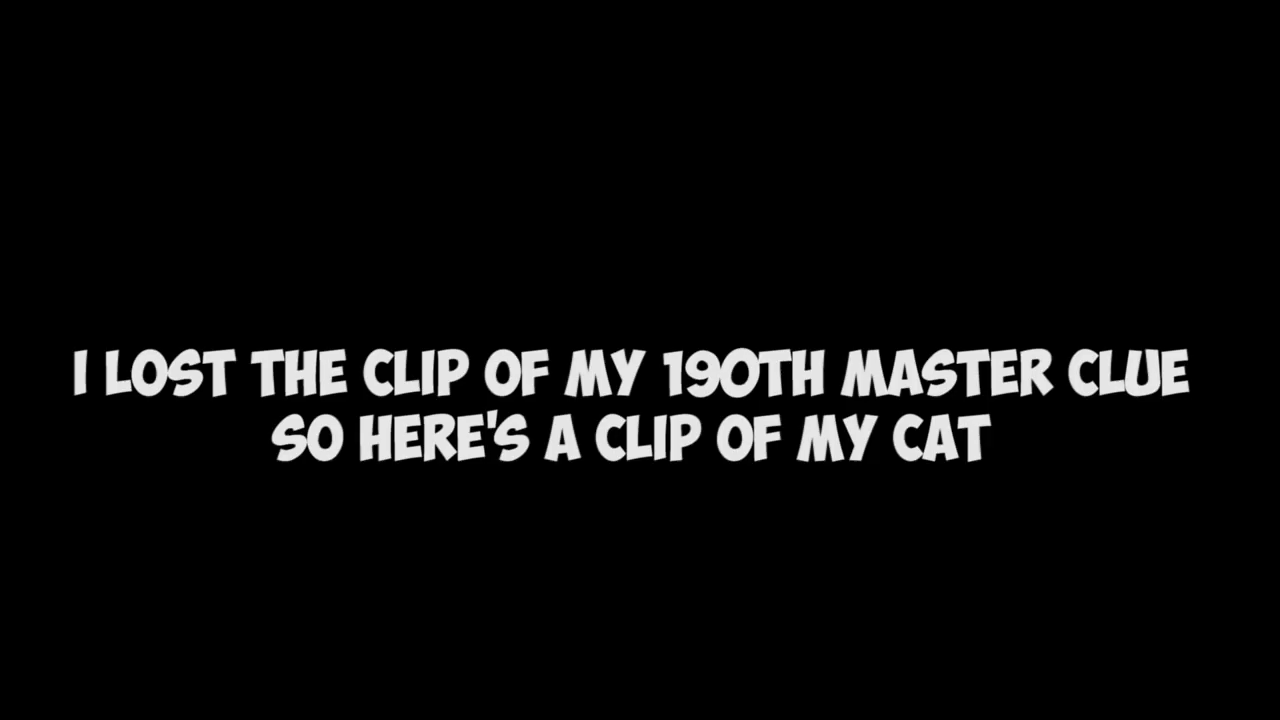 I LOST THE CLIP OF MY 190TH MASTER CLUE
SO HERE'S A CLIP OF MY CAT